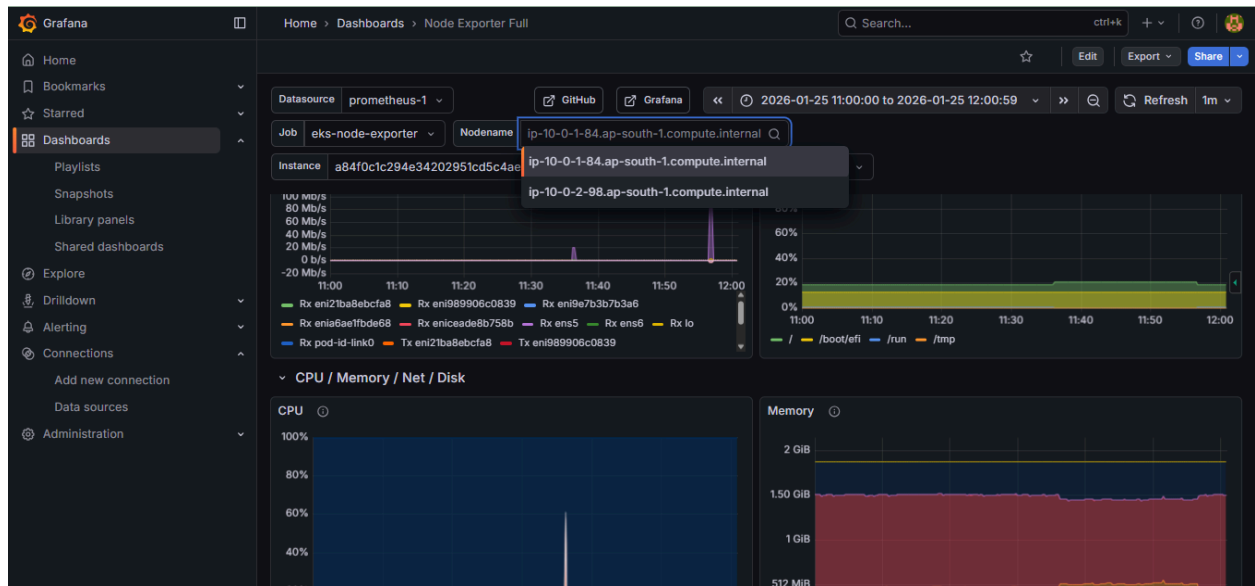 Grafana
Home › Dashboards › Node Exporter Full
Search...
ctrl+k
Home
Bookmarks
Starred
Dashboards
Playlists
Snapshots
Library panels
Shared dashboards
Explore
Drilldown
Alerting
Connections
Add new connection
Data sources
Administration
Edit
Export
Share
Datasource prometheus-1
GitHub
Grafana
2026-01-25 11:00:00 to 2026-01-25 12:00:59
Refresh 1m
Job eks-node-exporter
Nodename ip-10-0-1-84.ap-south-1.compute.internal
Instance a84f0c1c294e34202951cd5c4ae
ip-10-0-1-84.ap-south-1.compute.internal
ip-10-0-2-98.ap-south-1.compute.internal
100 Mb/s
80 Mb/s
60 Mb/s
40 Mb/s
20 Mb/s
0 b/s
-20 Mb/s
11:00 11:10 11:20 11:30 11:40 11:50 12:00
Rx eni21ba8ebcfa8 Rx eni989906c0839 Rx eni9e7b3b7b3a6
Rx enia6ae1fbde68 Rx eniceade8b758b Rx ens5 Rx ens6 Rx lo
Rx pod-id-link0 Tx eni21ba8ebcfa8 Tx eni989906c0839
80%
60%
40%
20%
0%
11:00 11:10 11:20 11:30 11:40 11:50 12:00
/ /boot/efi /run /tmp
CPU / Memory / Net / Disk
CPU
100%
80%
60%
40%
Memory
2 GiB
1.50 GiB
1 GiB
512 MiB